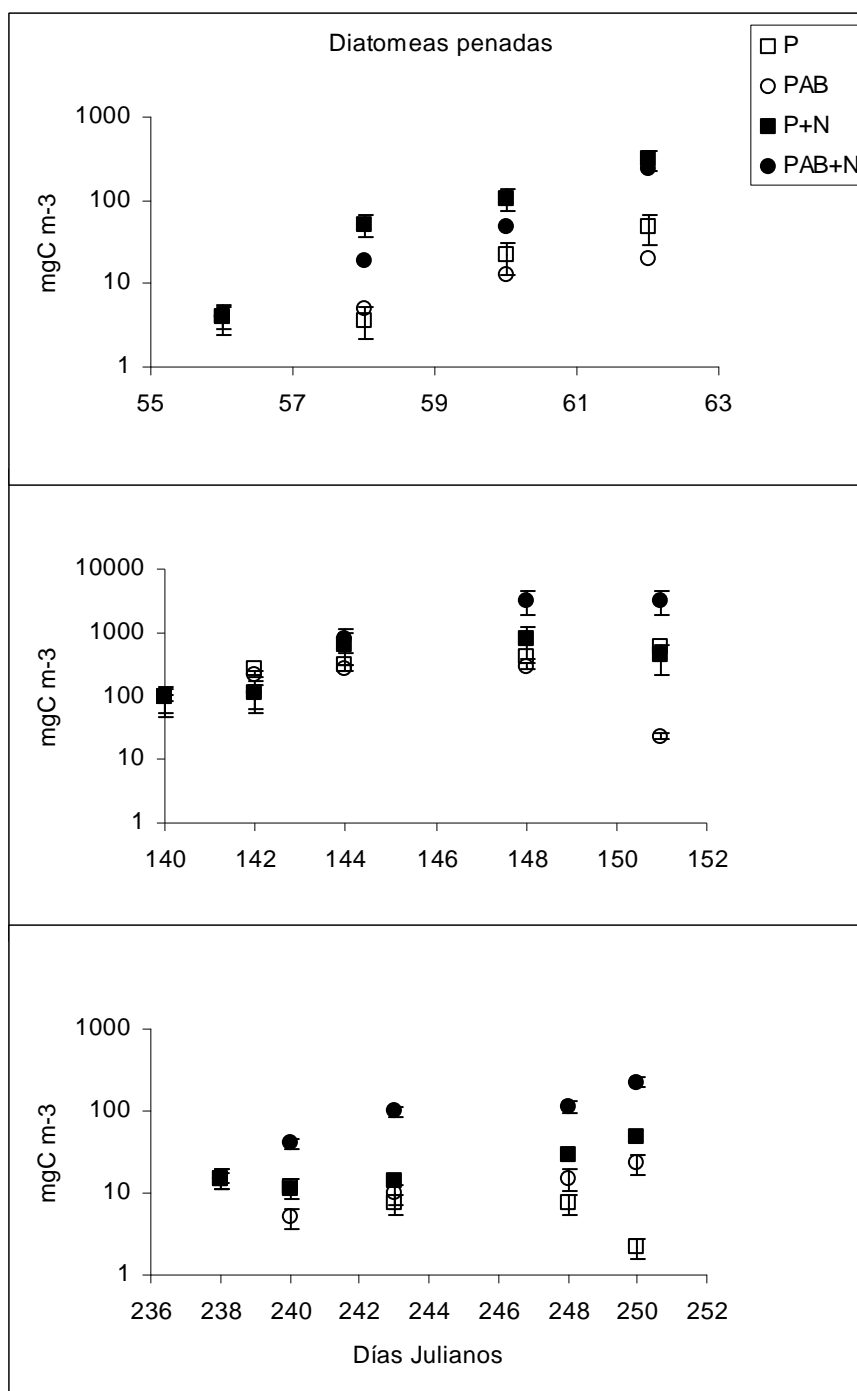 Diatomeas penadas
P
PAB
P+N
PAB+N
1000
100
10
1
mgC m-3
55 57 59 61 63
10000
1000
100
10
1
mgC m-3
140 142 144 146 148 150 152
1000
100
10
1
mgC m-3
236 238 240 242 244 246 248 250 252
Días Julianos